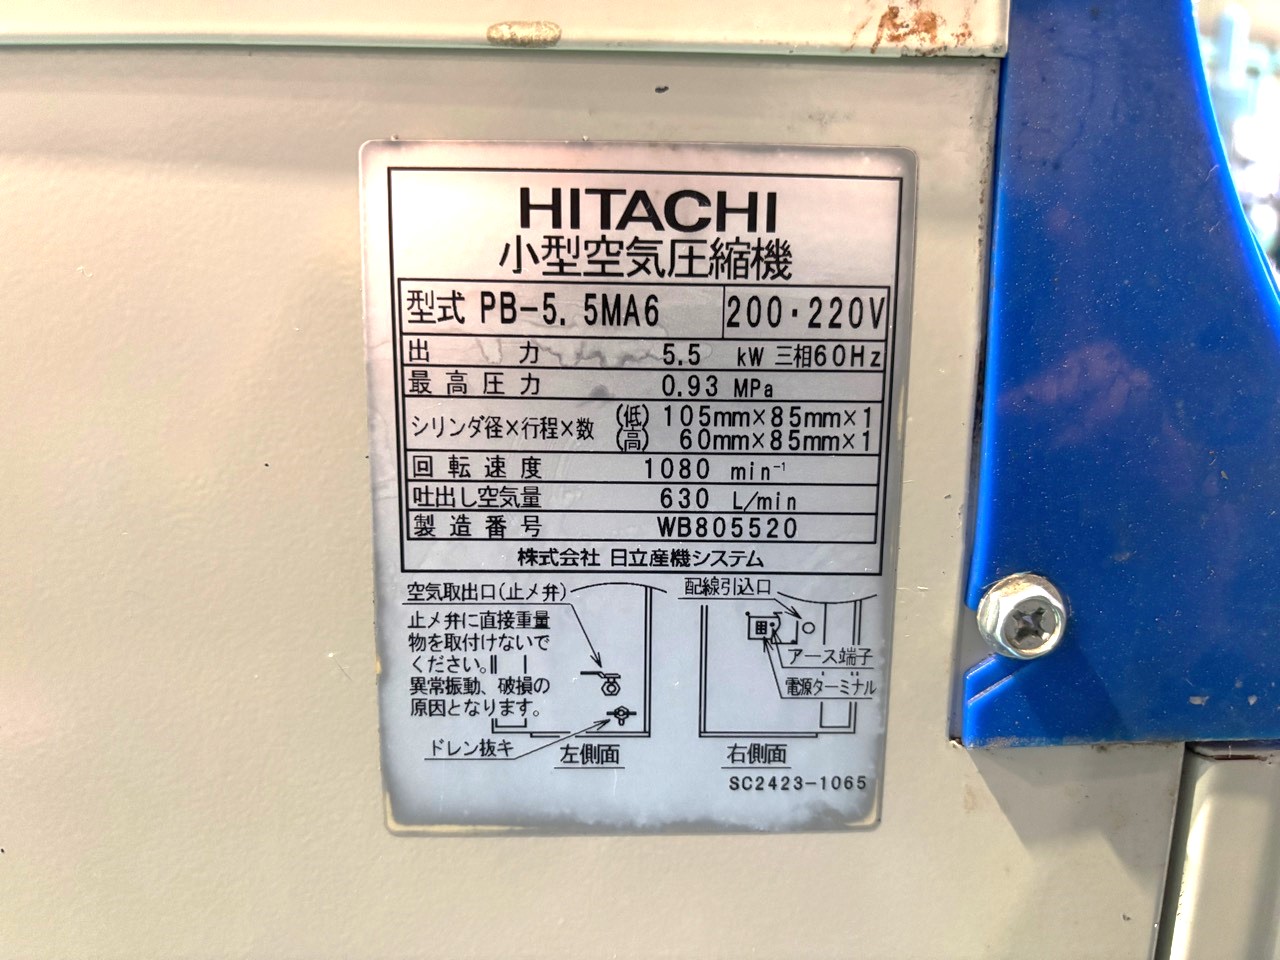 HITACHI
小型空気圧縮機
型式 PB-5.5MA6 200・220V
出力 5.5 kW 三相60Hz
最高圧力 0.93 MPa
シリンダ径×行程×数 (低) 105mm×85mm×1
(高) 60mm×85mm×1
回転速度 1080 min⁻¹
吐出し空気量 630 L/min
製造番号 WB805520
株式会社 日立産機システム
空気取出口(止メ弁)
止メ弁に直接重量
物を取付けないで
ください。
異常振動、破損の
原因となります。
ドレン抜キ
左側面
配線引込口
アース端子
電源ターミナル
右側面
SC2423-1065